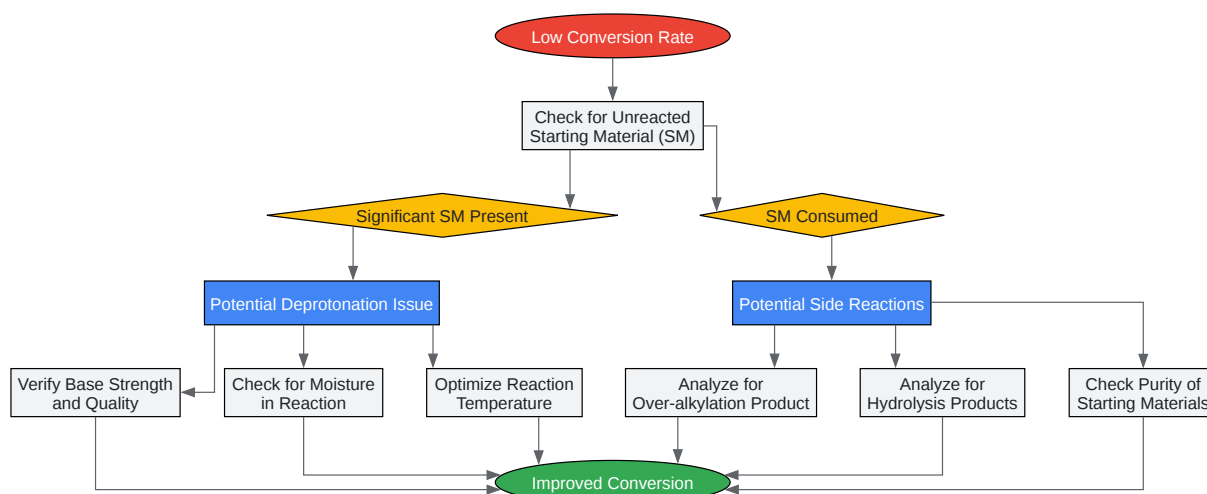 Low Conversion Rate
Check for Unreacted
Starting Material (SM)
Significant SM Present
SM Consumed
Potential Deprotonation Issue
Potential Side Reactions
Verify Base Strength
and Quality
Check for Moisture
in Reaction
Optimize Reaction
Temperature
Analyze for
Over-alkylation Product
Analyze for
Hydrolysis Products
Check Purity of
Starting Materials
Improved Conversion